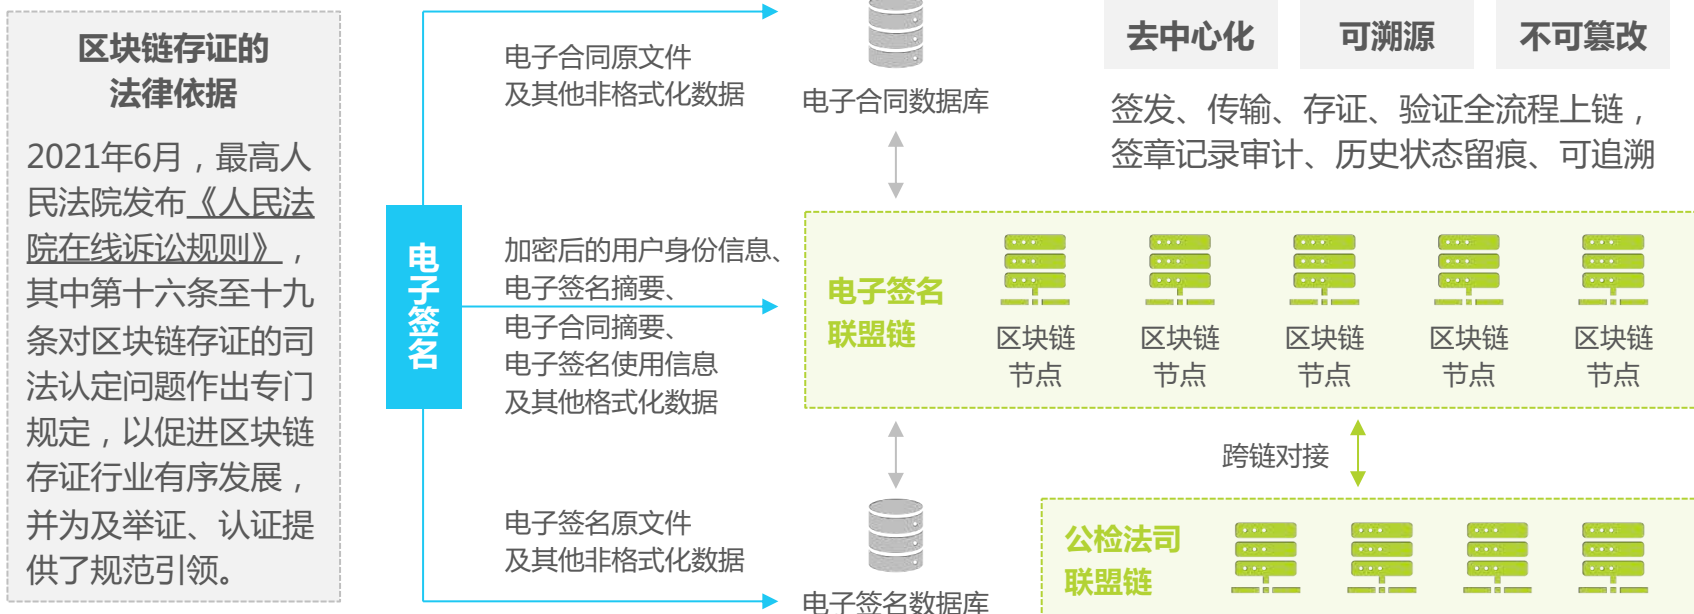 区块链存证的
法律依据
2021年6月，最高人
民法院发布《人民法
院在线诉讼规则》，
其中第十六条至十九
条对区块链存证的司
法认定问题作出专门
规定，以促进区块链
存证行业有序发展，
并为及举证、认证提
供了规范引领。
电子签名
电子合同原文件
及其他非格式化数据
加密后的用户身份信息、
电子签名摘要、
电子合同摘要、
电子签名使用信息
及其他格式化数据
电子签名原文件
及其他非格式化数据
电子合同数据库
去中心化
可溯源
不可篡改
签发、传输、存证、验证全流程上链，
签章记录审计、历史状态留痕、可追溯
电子签名
联盟链
区块链
节点
区块链
节点
区块链
节点
区块链
节点
区块链
节点
跨链对接
电子签名数据库
公检法司
联盟链